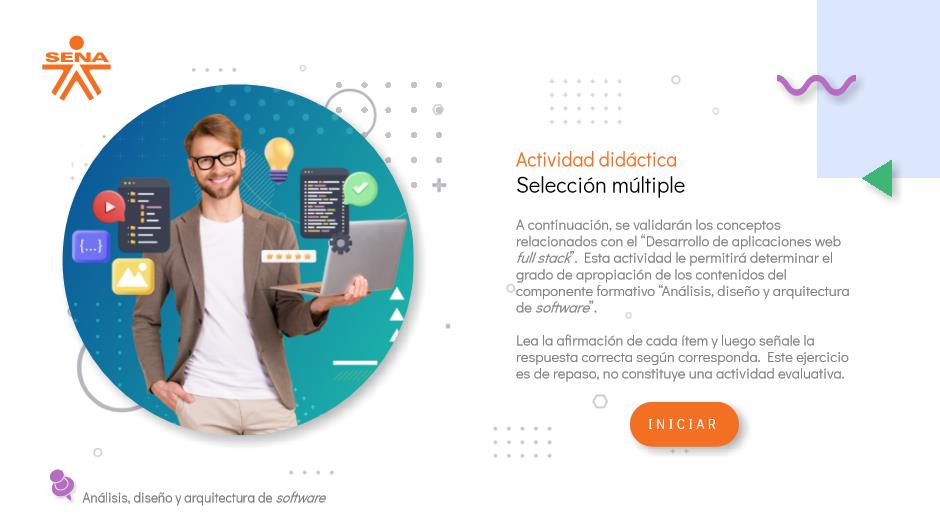 SENA
Actividad didáctica
Selección múltiple
A continuación, se validarán los conceptos
relacionados con el “Desarrollo de aplicaciones web
full stack”. Esta actividad le permitirá determinar el
grado de apropiación de los contenidos del
componente formativo “Análisis, diseño y arquitectura
de software”.
Lea la afirmación de cada ítem y luego señale la
respuesta correcta según corresponda. Este ejercicio
es de repaso, no constituye una actividad evaluativa.
INICIAR
{...}
Análisis, diseño y arquitectura de software